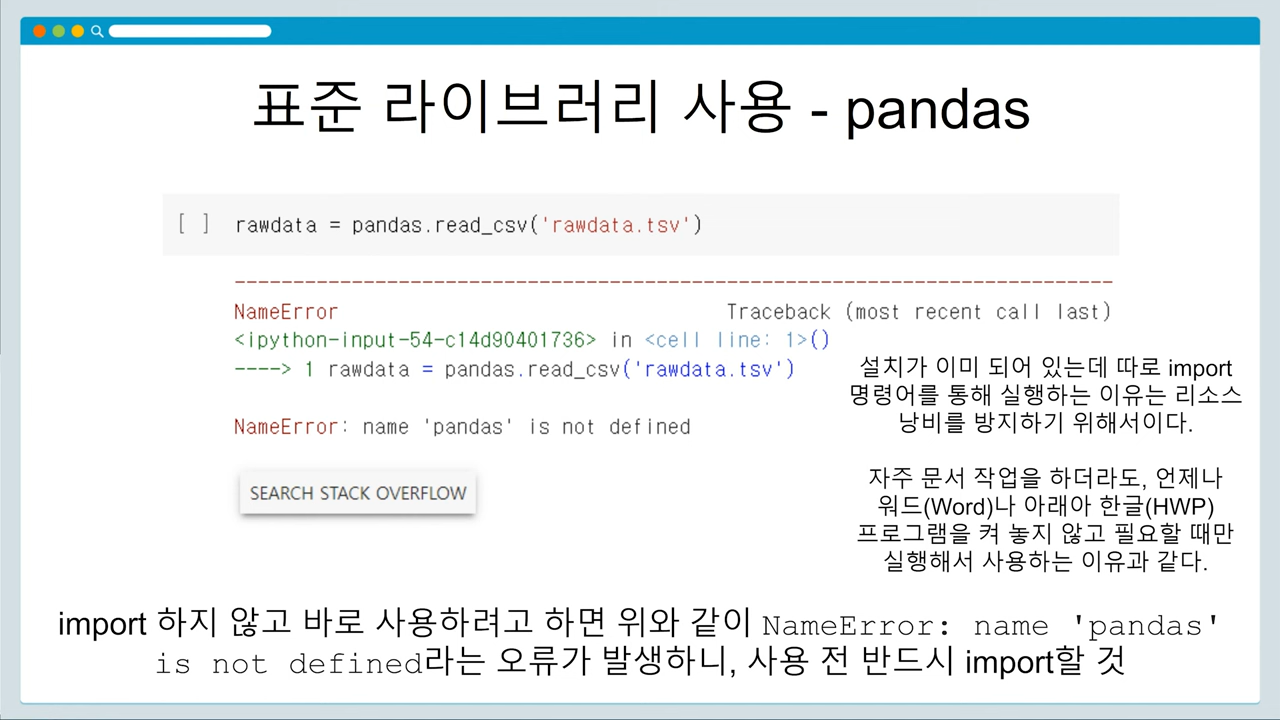 표준 라이브러리 사용 - pandas
[ ] rawdata = pandas.read_csv('rawdata.tsv')
---------------------------------------------------------------------------
NameError Traceback (most recent call last)
<ipython-input-54-c14d90401736> in <cell line: 1>()
----> 1 rawdata = pandas.read_csv('rawdata.tsv')
NameError: name 'pandas' is not defined
SEARCH STACK OVERFLOW
설치가 이미 되어 있는데 따로 import
명령어를 통해 실행하는 이유는 리소스
낭비를 방지하기 위해서이다.
자주 문서 작업을 하더라도, 언제나
워드(Word)나 아래아 한글(HWP)
프로그램을 켜 놓지 않고 필요할 때만
실행해서 사용하는 이유과 같다.
import 하지 않고 바로 사용하려고 하면 위와 같이 NameError: name 'pandas'
is not defined라는 오류가 발생하니, 사용 전 반드시 import할 것